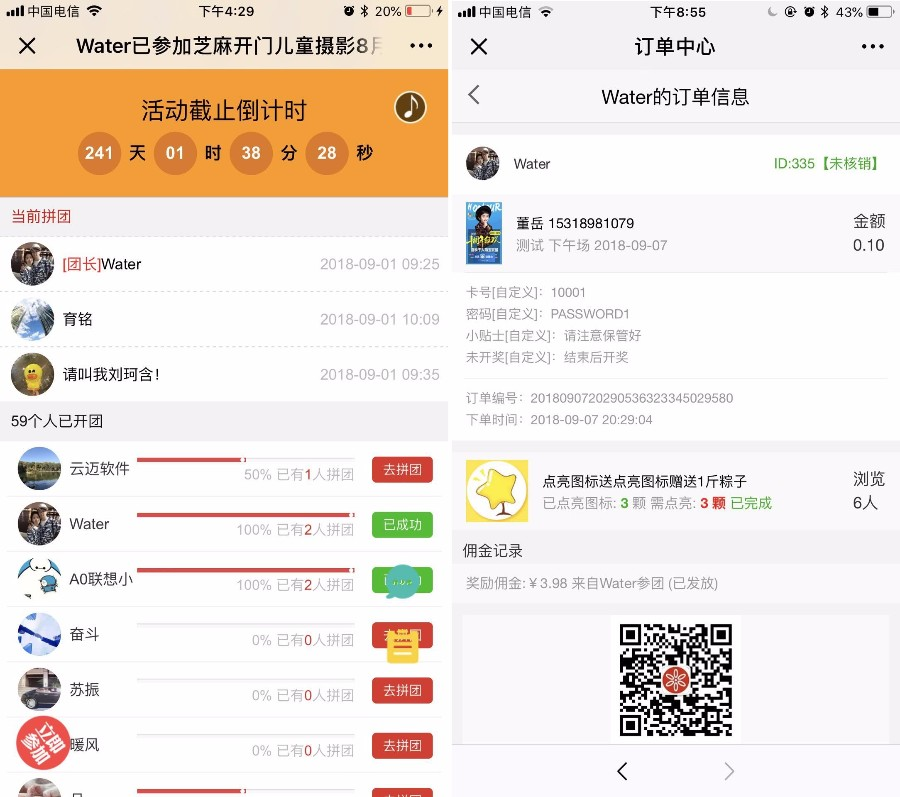 中国电信
下午4:29
20%
Water已参加芝麻开门儿童摄影8月
活动截止倒计时
241 天 01 时 38 分 28 秒
当前拼团
[团长]Water 2018-09-01 09:25
育铭 2018-09-01 10:09
请叫我刘珂含! 2018-09-01 09:35
59个人已开团
云迈软件 50% 已有1人拼团 去拼团
Water 100% 已有2人拼团 已成功
A0联想小 100% 已有2人拼团
奋斗 0% 已有0人拼团
苏振 0% 已有0人拼团 去拼团
暖风 0% 已有0人拼团 去拼团
立即
参加
中国电信
下午8:55
43%
订单中心
Water的订单信息
Water ID:335【未核销】
董岳 15318981079 金额
测试 下午场 2018-09-07 0.10
卡号[自定义]: 10001
密码[自定义]: PASSWORD1
小贴士[自定义]: 请注意保管好
未开奖[自定义]: 结束后开奖
订单编号: 2018090720290536323345029580
下单时间: 2018-09-07 20:29:04
点亮图标送点亮图标赠送1斤粽子 浏览
已点亮图标: 3 颗 需点亮: 3 颗 已完成 6人
佣金记录
奖励佣金: ¥ 3.98 来自Water参团 (已发放)